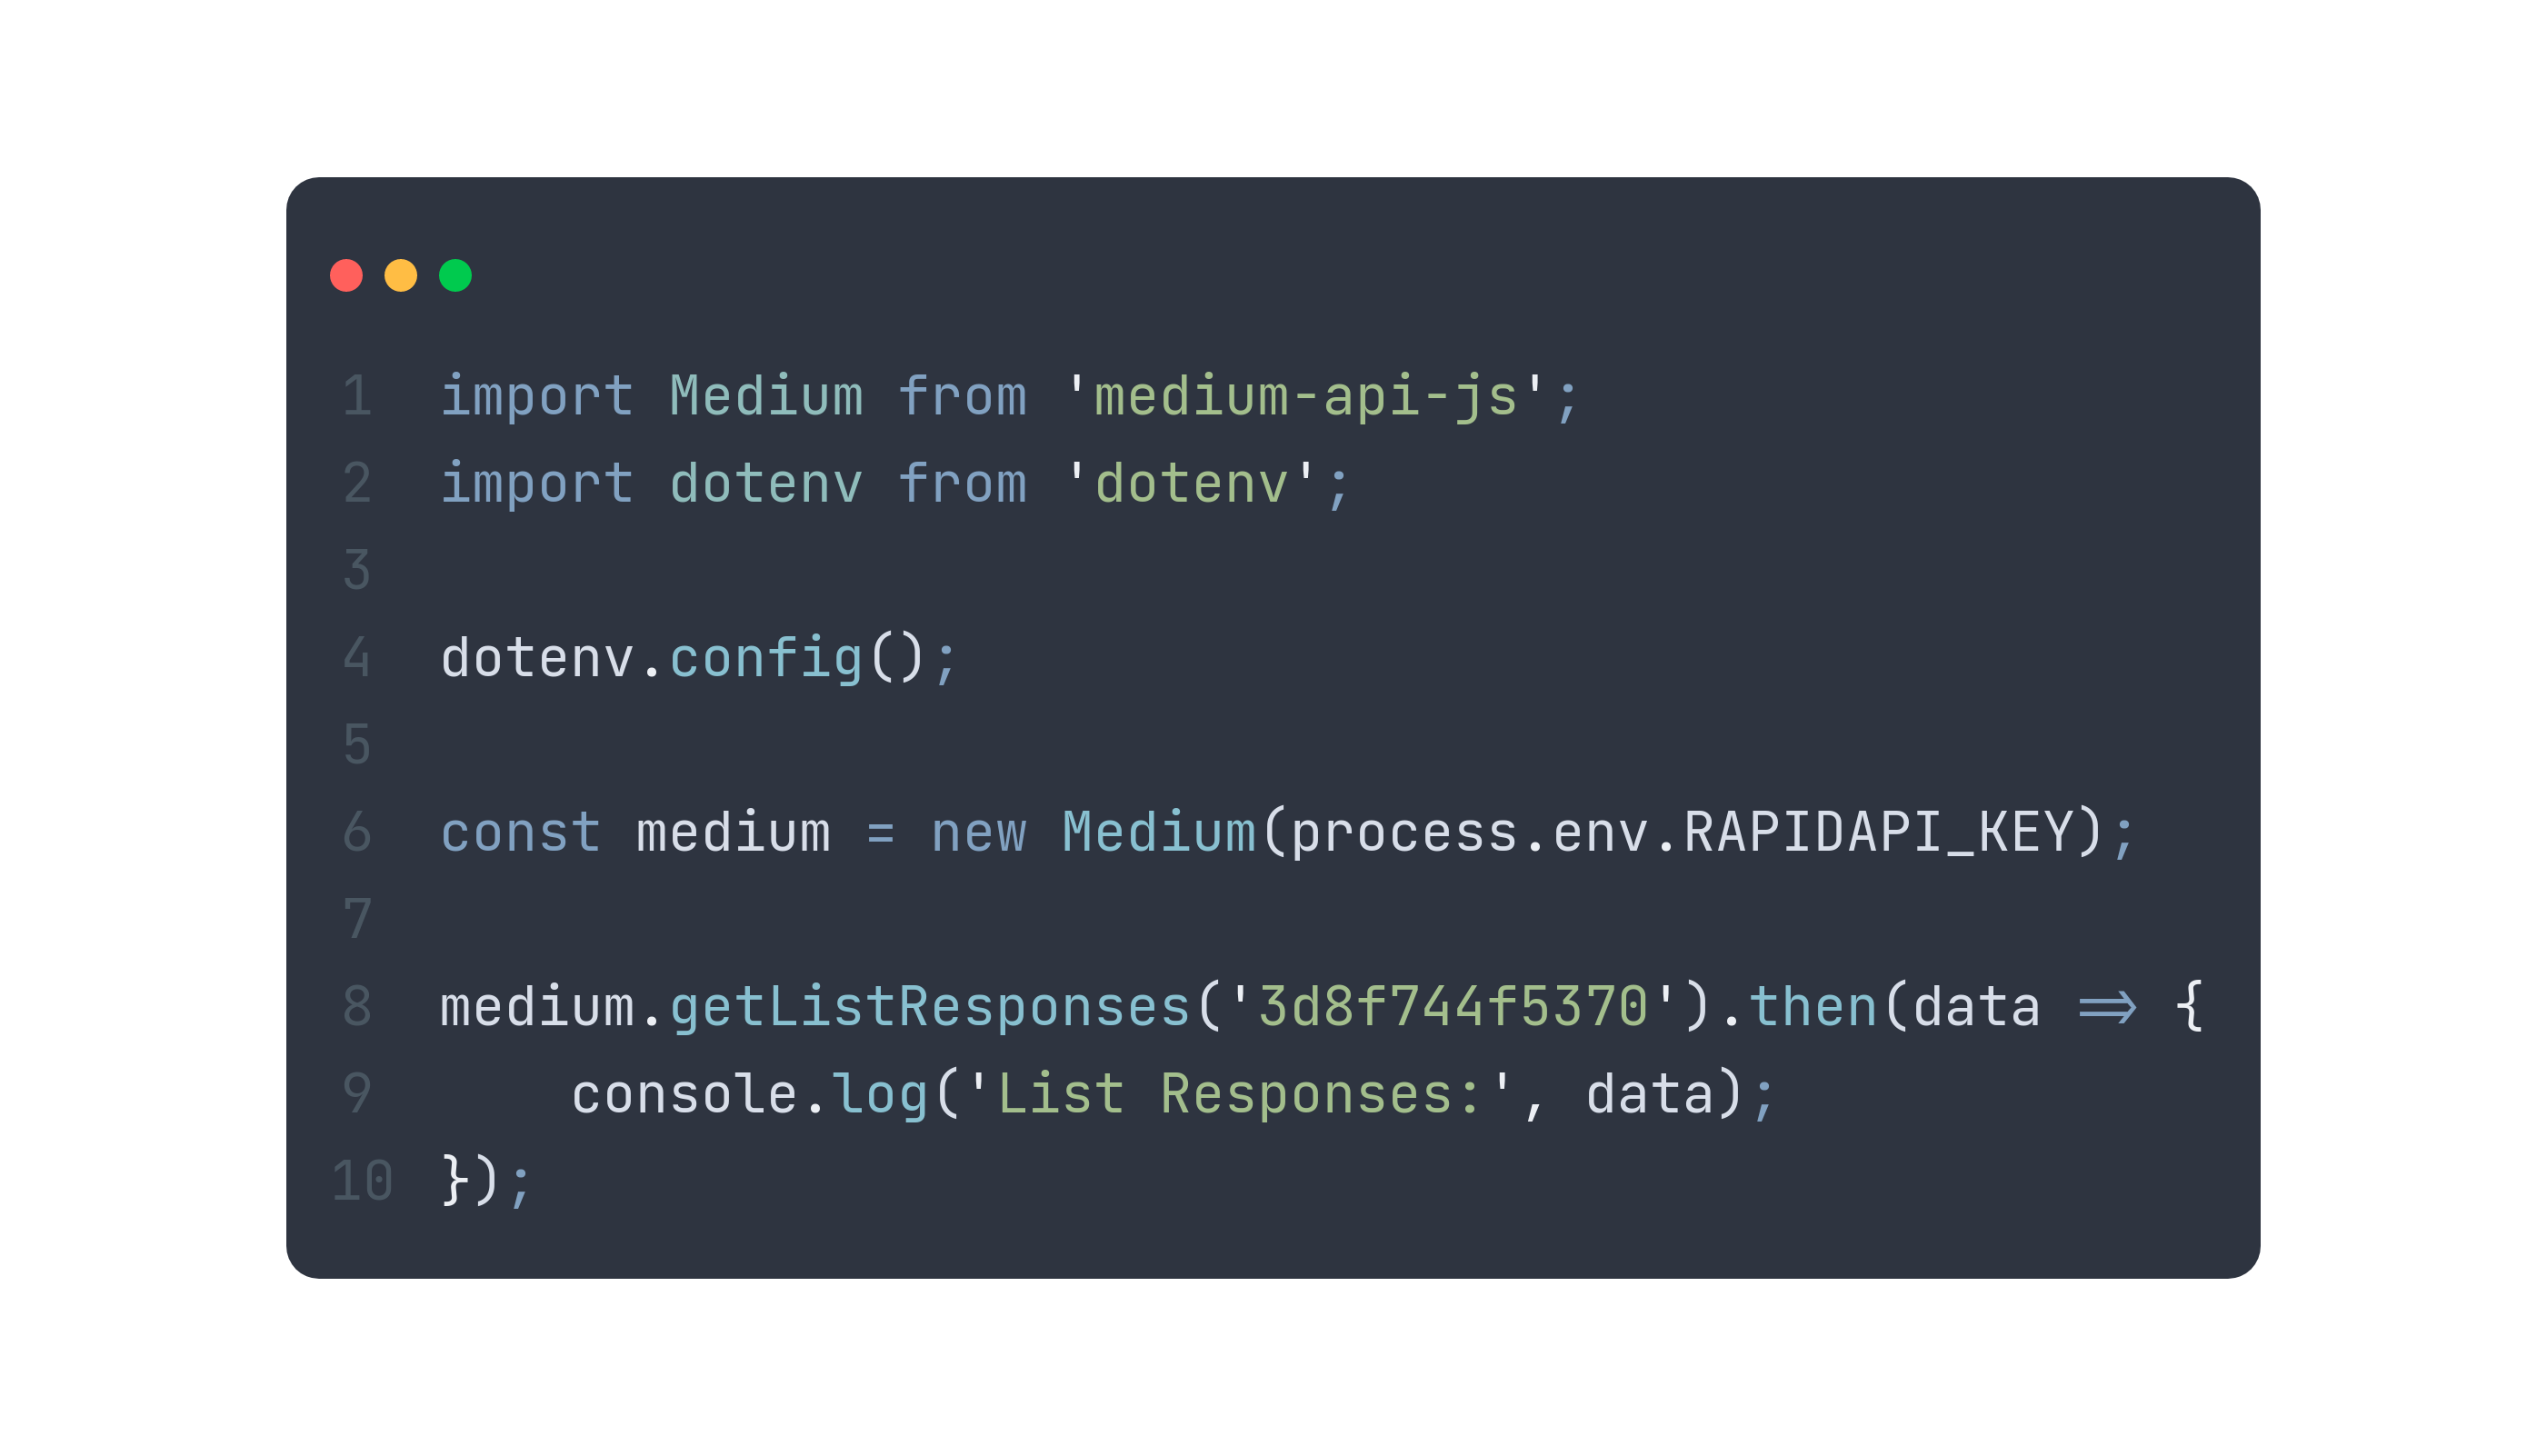 1 import Medium from 'medium-api-js';
2 import dotenv from 'dotenv';
3
4 dotenv.config();
5
6 const medium = new Medium(process.env.RAPIDAPI_KEY);
7
8 medium.getListResponses('3d8f744f5370').then(data => {
9     console.log('List Responses:', data);
10 });